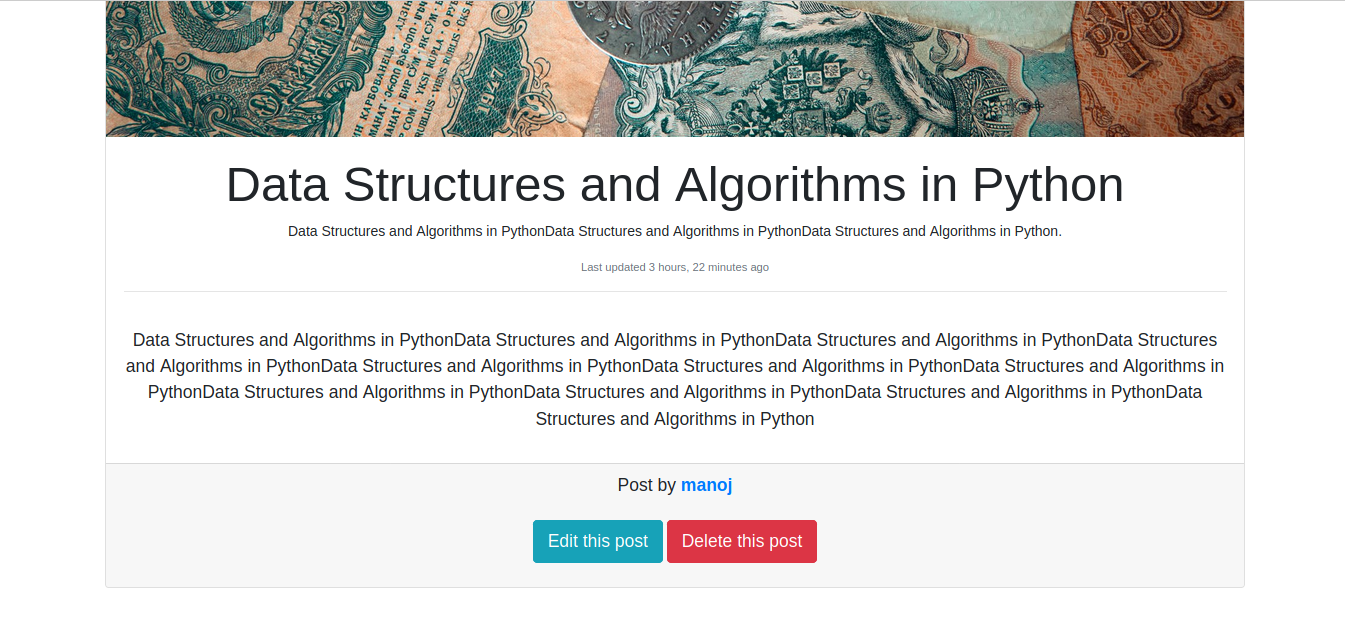 1927
Data Structures and Algorithms in Python
Data Structures and Algorithms in PythonData Structures and Algorithms in PythonData Structures and Algorithms in Python.
Last updated 3 hours, 22 minutes ago
Data Structures and Algorithms in PythonData Structures and Algorithms in PythonData Structures and Algorithms in PythonData Structures
and Algorithms in PythonData Structures and Algorithms in PythonData Structures and Algorithms in PythonData Structures and Algorithms in
PythonData Structures and Algorithms in PythonData Structures and Algorithms in PythonData Structures and Algorithms in PythonData
Structures and Algorithms in Python
Post by manoj
Edit this post Delete this post